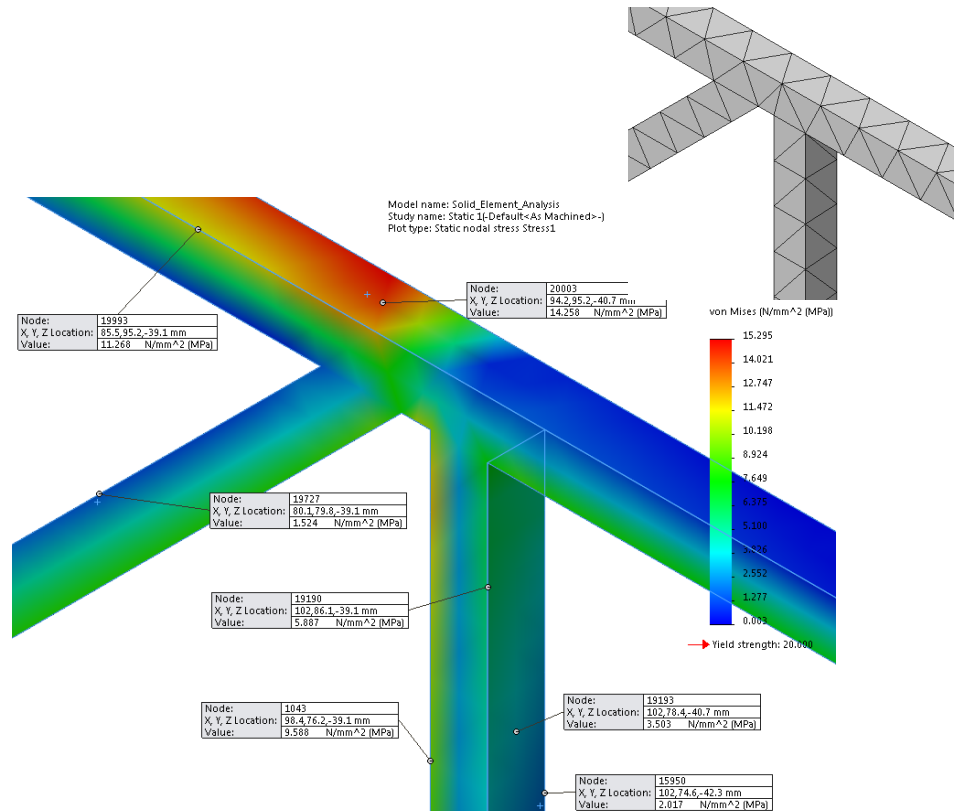 Model name: Solid_Element_Analysis
Study name: Static 1(-Default<As Machined>-)
Plot type: Static nodal stress Stress1
Node: 20003
X, Y, Z Location: 94.2,95.2,-40.7 mm
Value: 14.258 N/mm^2 (MPa)
Node: 19993
X, Y, Z Location: 85.5,95.2,-39.1 mm
Value: 11.268 N/mm^2 (MPa)
von Mises (N/mm^2 (MPa))
15.295
14.021
12.747
11.472
10.198
8.924
7.649
6.375
5.100
3.826
2.552
1.277
0.003
Yield strength: 20.000
Node: 19727
X, Y, Z Location: 80.1,79.8,-39.1 mm
Value: 1.524 N/mm^2 (MPa)
Node: 19190
X, Y, Z Location: 102,86.1,-39.1 mm
Value: 5.887 N/mm^2 (MPa)
Node: 1043
X, Y, Z Location: 98.4,76.2,-39.1 mm
Value: 9.588 N/mm^2 (MPa)
Node: 19193
X, Y, Z Location: 102,78.4,-40.7 mm
Value: 3.503 N/mm^2 (MPa)
Node: 15950
X, Y, Z Location: 102,74.6,-42.3 mm
Value: 2.017 N/mm^2 (MPa)